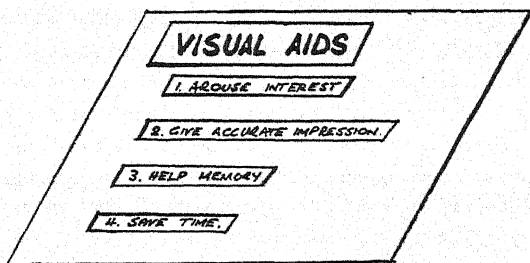 VISUAL AIDS
1. AROUSE INTEREST
2. GIVE ACCURATE IMPRESSION.
3. HELP MEMORY
4. SAVE TIME.